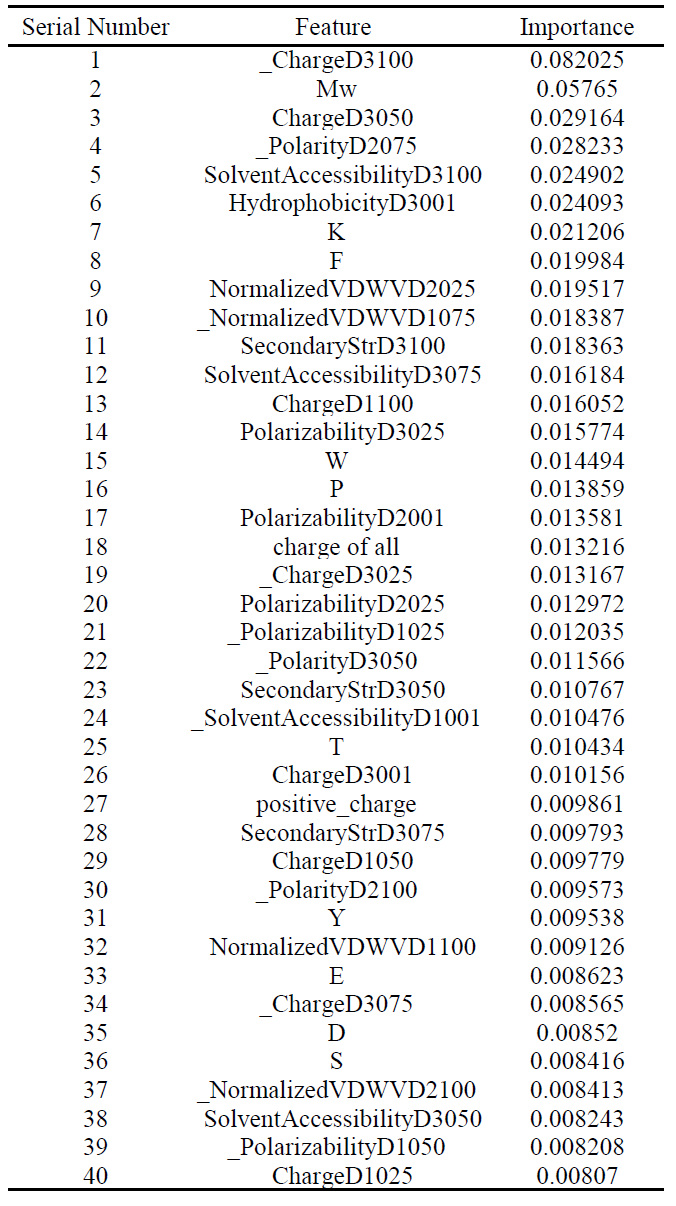 Serial Number Feature Importance
1 _ChargeD3100 0.082025
2 Mw 0.05765
3 ChargeD3050 0.029164
4 _PolarityD2075 0.028233
5 SolventAccessibilityD3100 0.024902
6 HydrophobicityD3001 0.024093
7 K 0.021206
8 F 0.019984
9 NormalizedVDWVD2025 0.019517
10 _NormalizedVDWVD1075 0.018387
11 SecondaryStrD3100 0.018363
12 SolventAccessibilityD3075 0.016184
13 ChargeD1100 0.016052
14 PolarizabilityD3025 0.015774
15 W 0.014494
16 P 0.013859
17 PolarizabilityD2001 0.013581
18 charge of all 0.013216
19 _ChargeD3025 0.013167
20 PolarizabilityD2025 0.012972
21 _PolarizabilityD1025 0.012035
22 _PolarityD3050 0.011566
23 SecondaryStrD3050 0.010767
24 _SolventAccessibilityD1001 0.010476
25 T 0.010434
26 ChargeD3001 0.010156
27 positive_charge 0.009861
28 SecondaryStrD3075 0.009793
29 ChargeD1050 0.009779
30 _PolarityD2100 0.009573
31 Y 0.009538
32 NormalizedVDWVD1100 0.009126
33 E 0.008623
34 _ChargeD3075 0.008565
35 D 0.00852
36 S 0.008416
37 _NormalizedVDWVD2100 0.008413
38 SolventAccessibilityD3050 0.008243
39 _PolarizabilityD1050 0.008208
40 ChargeD1025 0.00807